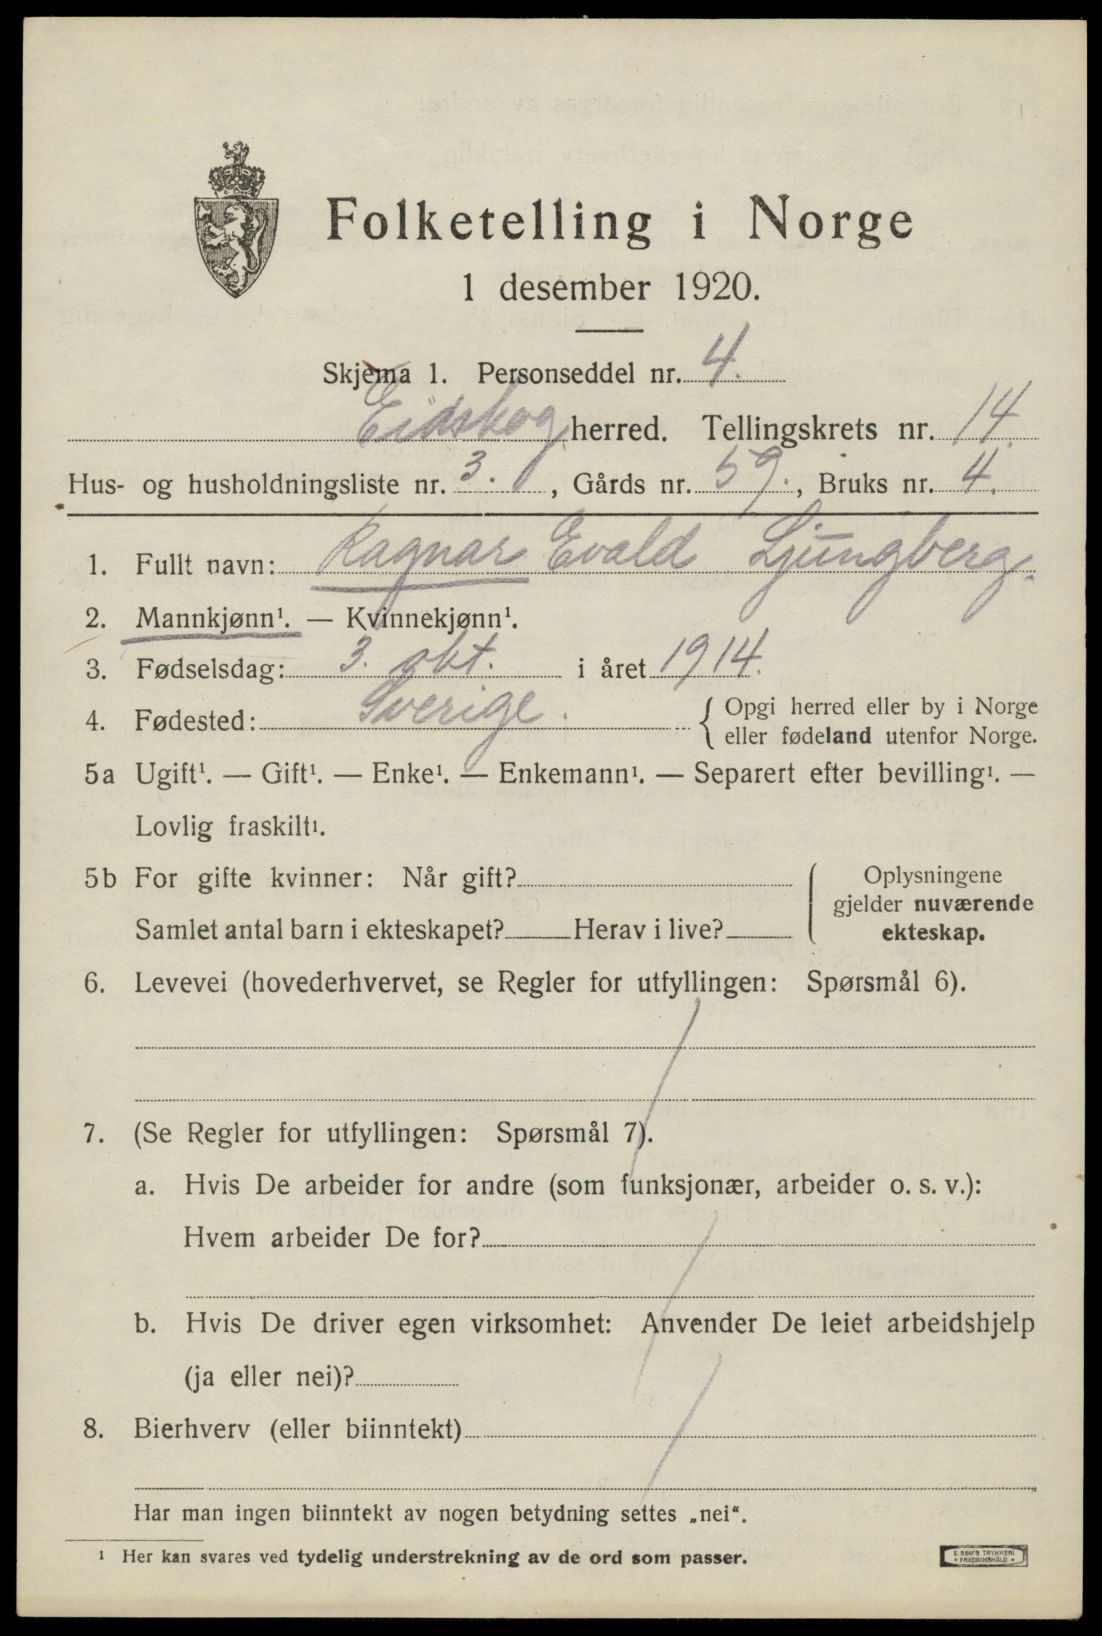 Folketelling i Norge
1 desember 1920.
Skjema 1. Personseddel nr. 4.
Eidskog herred. Tellingskrets nr. 14.
Hus- og husholdningsliste nr. 3. , Gårds nr. 59. , Bruks nr. 4.
1. Fullt navn: Ragnar Evald Ljungberg.
2. Mannkjønn¹. — Kvinnekjønn¹.
3. Fødselsdag: 3. okt. i året 1914.
4. Fødested: Sverige. { Opgi herred eller by i Norge
eller fødeland utenfor Norge.
5a Ugift¹. — Gift¹. — Enke¹. — Enkemann¹. — Separert efter bevilling¹. —
Lovlig fraskilt¹.
5b For gifte kvinner: Når gift?
Samlet antal barn i ekteskapet? Herav i live?
Oplysningene
gjelder nuværende
ekteskap.
6. Levevei (hovederhvervet, se Regler for utfyllingen: Spørsmål 6).
7. (Se Regler for utfyllingen: Spørsmål 7).
a. Hvis De arbeider for andre (som funksjonær, arbeider o. s. v.):
Hvem arbeider De for?
b. Hvis De driver egen virksomhet: Anvender De leiet arbeidshjelp
(ja eller nei)?
8. Bierhverv (eller biinntekt)
Har man ingen biinntekt av nogen betydning settes „nei“.
¹ Her kan svares ved tydelig understrekning av de ord som passer.
E. SEM'S TRYKKERI
• FREDRIKSHALD •